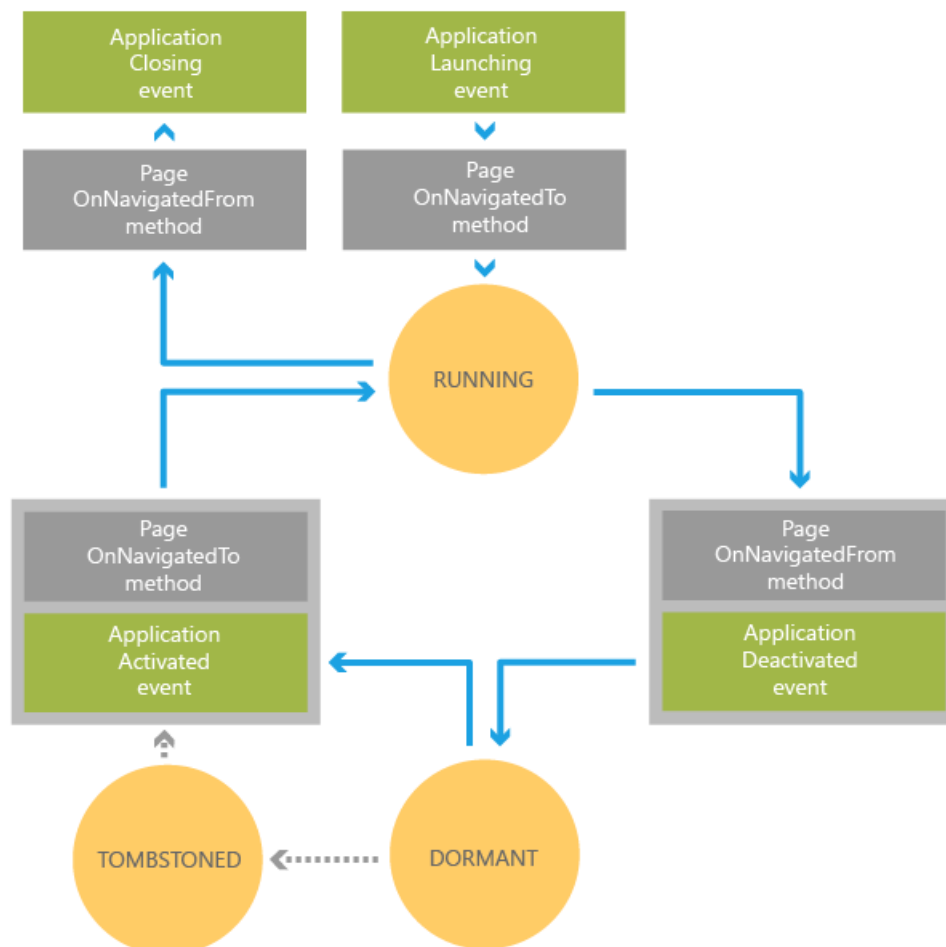 Application
Closing
event
Application
Launching
event
Page
OnNavigatedFrom
method
Page
OnNavigatedTo
method
RUNNING
Page
OnNavigatedTo
method
Application
Activated
event
Page
OnNavigatedFrom
method
Application
Deactivated
event
TOMBSTONED
DORMANT